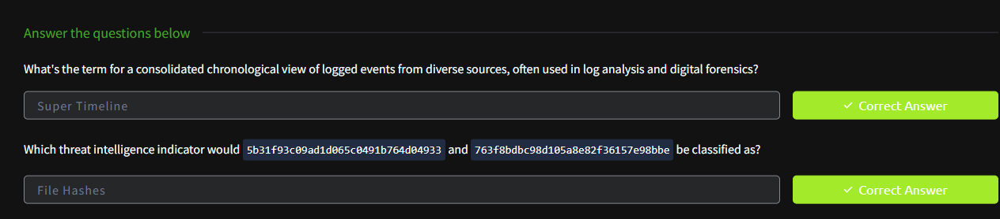 Answer the questions below
What's the term for a consolidated chronological view of logged events from diverse sources, often used in log analysis and digital forensics?
Super Timeline
✓ Correct Answer
Which threat intelligence indicator would 5b31f93c09ad1d065c0491b764d04933 and 763f8bdbc98d105a8e82f36157e98bbe be classified as?
File Hashes
✓ Correct Answer